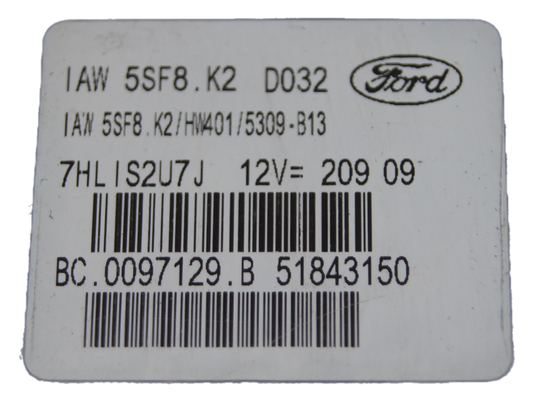 IAW 5SF8.K2 D032 Ford
IAW 5SF8.K2/HW401/5309-B13
7HLIS2U7J 12V= 209 09
BC.0097129.B 51843150